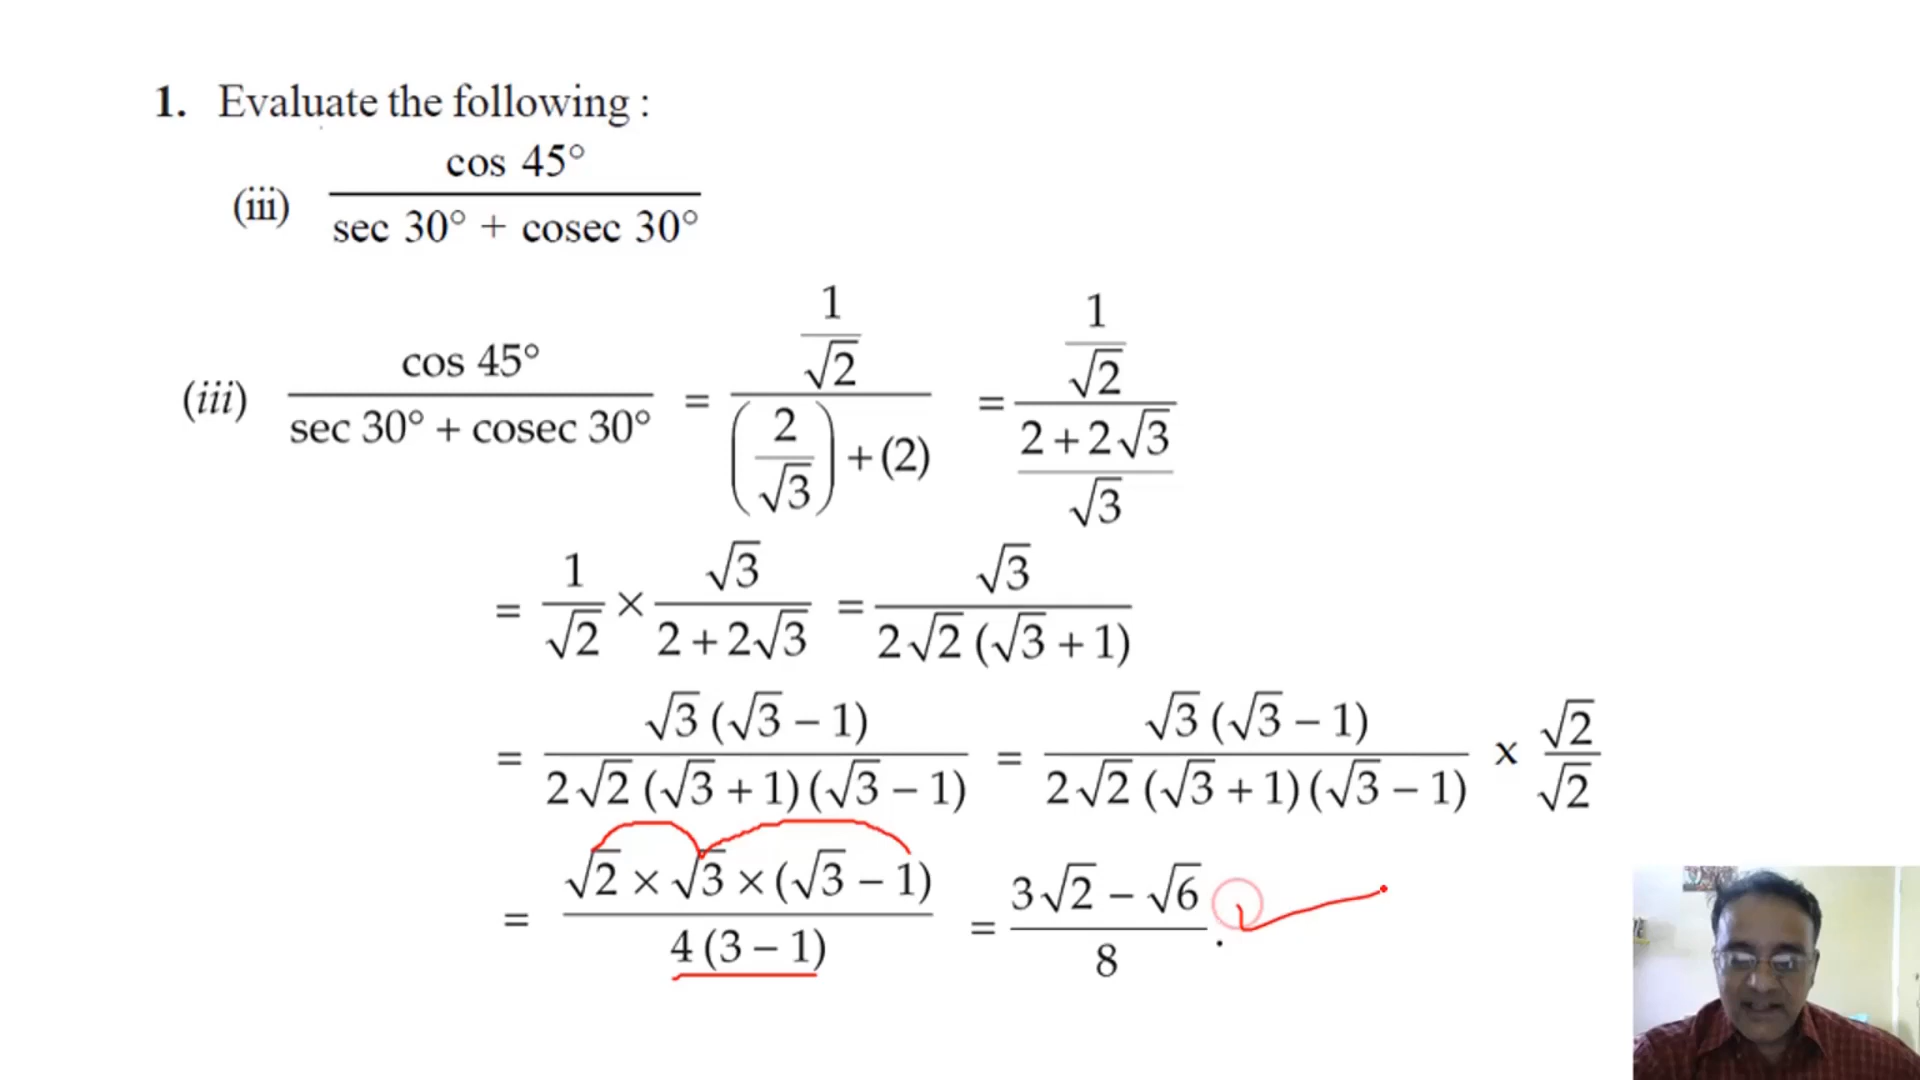 1. Evaluate the following :
(iii) cos 45° / (sec 30° + cosec 30°)
(iii) cos 45° / (sec 30° + cosec 30°) = (1/√2) / ((2/√3) + (2)) = (1/√2) / ((2 + 2√3)/√3)
= 1/√2 × √3/(2 + 2√3) = √3 / (2√2 (√3 + 1))
= √3 (√3 – 1) / (2√2 (√3 + 1) (√3 – 1)) = √3 (√3 – 1) / (2√2 (√3 + 1) (√3 – 1)) x √2/√2
= √2 × √3 × (√3 – 1) / (4 (3 – 1)) = (3√2 – √6) / 8 .